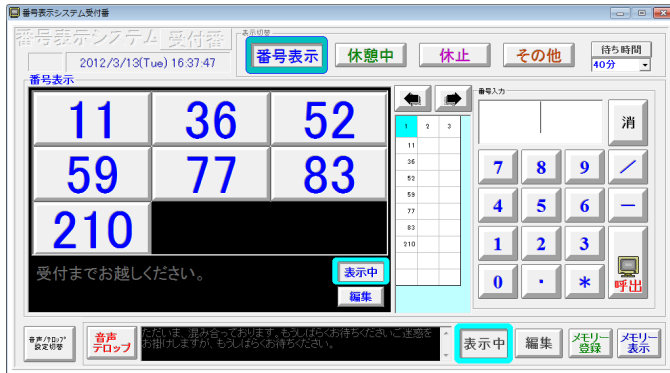 番号表示システム受付番
番号表示システム 受付番
2012/3/13(Tue) 16:37:47
表示切替
番号表示
休憩中
休止
その他
待ち時間
40分
番号表示
11 36 52
59 77 83
210
受付までお越しください。
表示中
編集
1 2 3
11
36
52
59
77
83
210
番号入力
消
7 8 9 /
4 5 6 −
1 2 3
0 ・ * 呼出
音声/テロップ
設定切替
音声
テロップ
ただいま、混み合っております。もうしばらくお待ちくださいご迷惑を
お掛けしますが、もうしばらくお待ちください。
表示中
編集
メモリー
登録
メモリー
表示